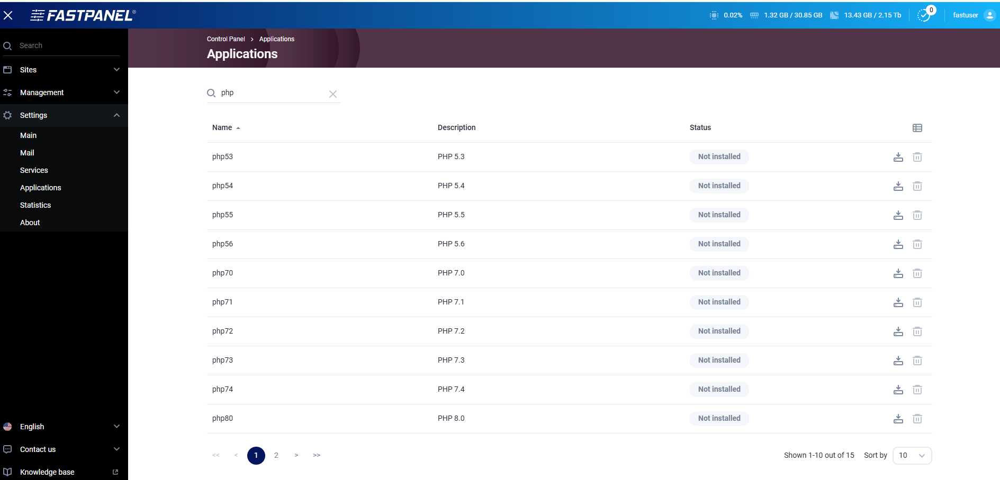 FASTPANEL®
0.02%
1.32 GB / 30.85 GB
13.43 GB / 2.15 Tb
0
fastuser
Search
Sites
Management
Settings
Main
Mail
Services
Applications
Statistics
About
English
Contact us
Knowledge base
Control Panel > Applications
Applications
php
Name Description Status
php53 PHP 5.3 Not installed
php54 PHP 5.4 Not installed
php55 PHP 5.5 Not installed
php56 PHP 5.6 Not installed
php70 PHP 7.0 Not installed
php71 PHP 7.1 Not installed
php72 PHP 7.2 Not installed
php73 PHP 7.3 Not installed
php74 PHP 7.4 Not installed
php80 PHP 8.0 Not installed
<< < 1 2 > >> Shown 1-10 out of 15 Sort by 10